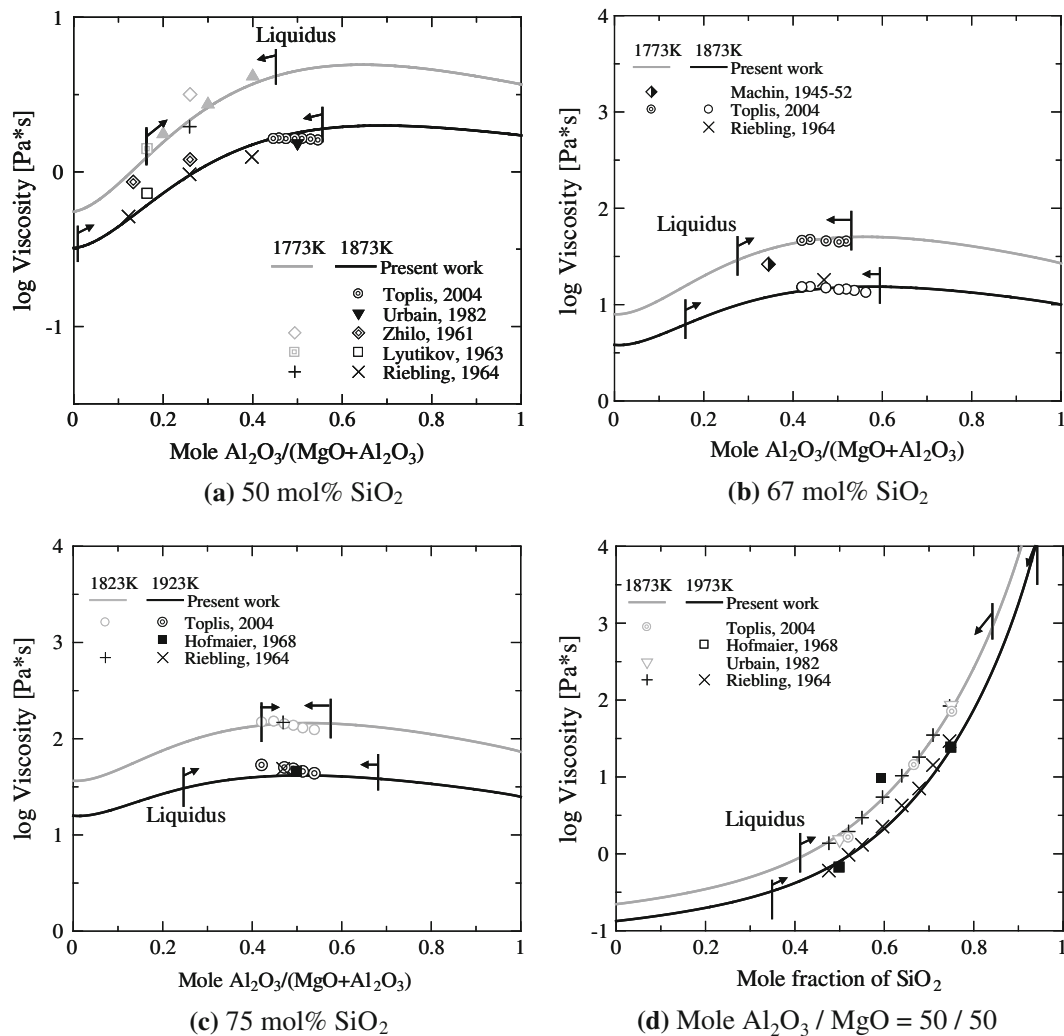 1
0
-1
log Viscosity [Pa*s]
Liquidus
1773K 1873K
Present work
Toplis, 2004
Urbain, 1982
Zhilo, 1961
Lyutikov, 1963
Riebling, 1964
0 0.2 0.4 0.6 0.8 1
Mole Al₂O₃/(MgO+Al₂O₃)
(a) 50 mol% SiO₂
4
3
2
1
0
log Viscosity [Pa*s]
1773K 1873K
Present work
Machin, 1945-52
Toplis, 2004
Riebling, 1964
Liquidus
0 0.2 0.4 0.6 0.8 1
Mole Al₂O₃/(MgO+Al₂O₃)
(b) 67 mol% SiO₂
4
3
2
1
0
log Viscosity [Pa*s]
1823K 1923K
Present work
Toplis, 2004
Hofmaier, 1968
Riebling, 1964
Liquidus
0 0.2 0.4 0.6 0.8 1
Mole Al₂O₃/(MgO+Al₂O₃)
(c) 75 mol% SiO₂
4
3
2
1
0
-1
log Viscosity [Pa*s]
1873K 1973K
Present work
Toplis, 2004
Hofmaier, 1968
Urbain, 1982
Riebling, 1964
Liquidus
0 0.2 0.4 0.6 0.8 1
Mole fraction of SiO₂
(d) Mole Al₂O₃ / MgO = 50 / 50